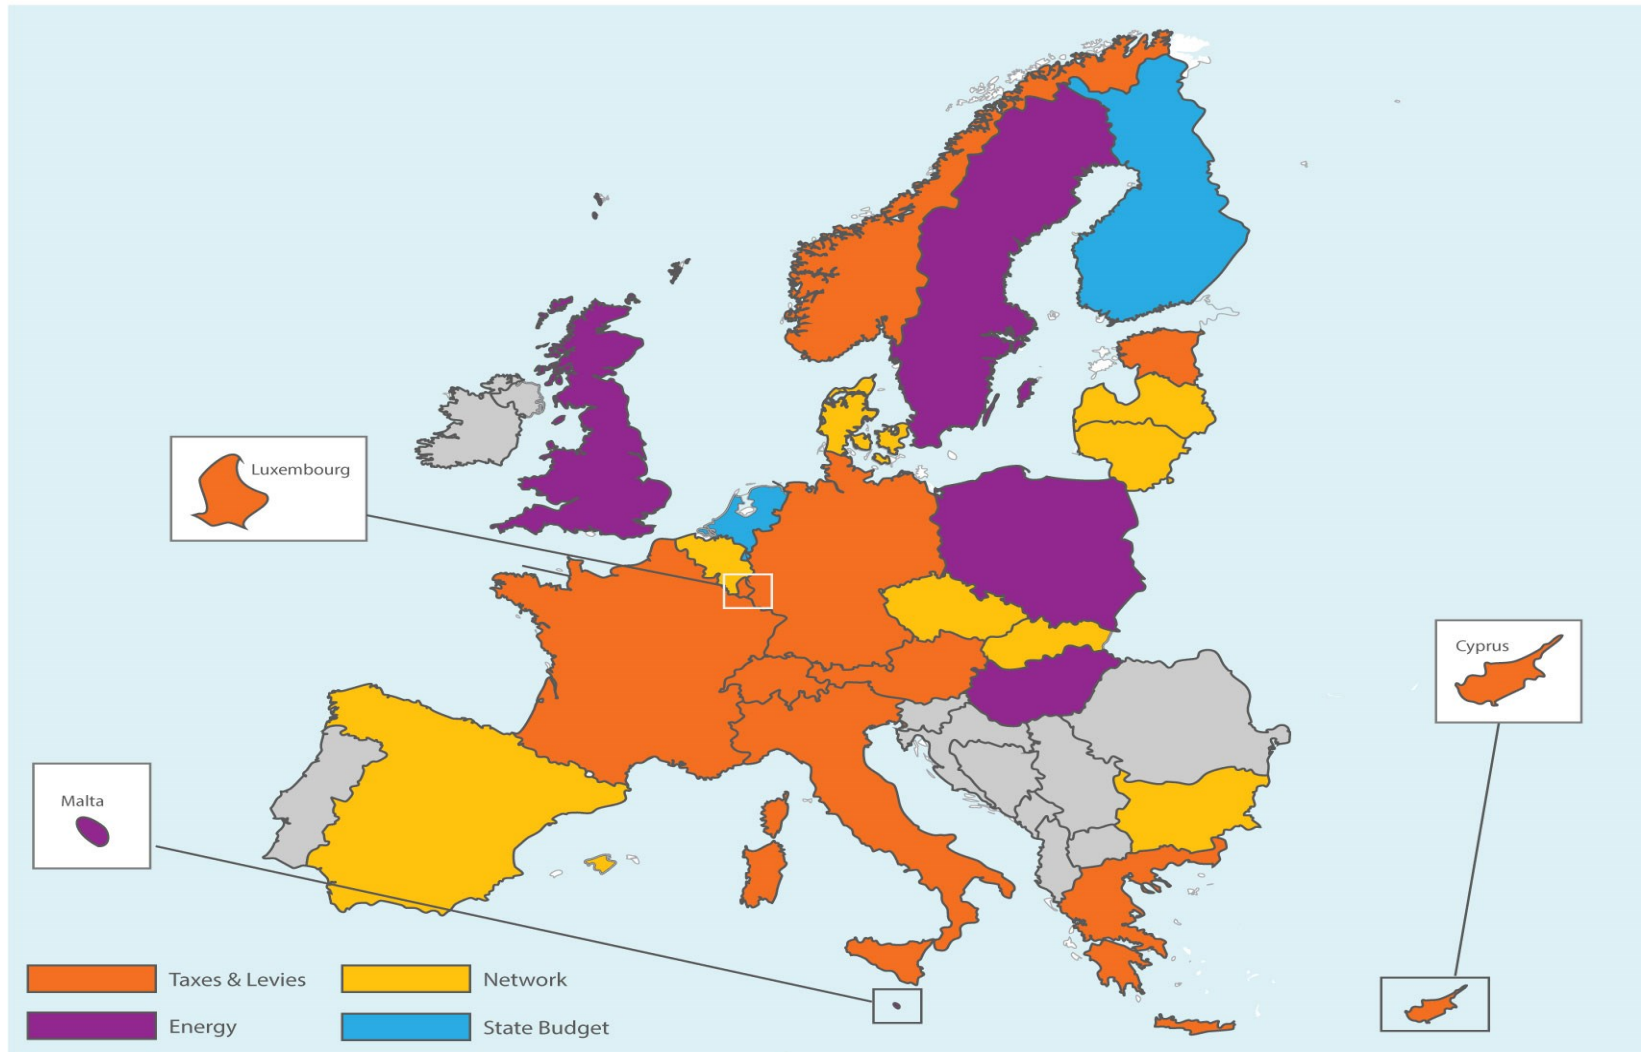 Luxembourg
Cyprus
Malta
Taxes & Levies
Network
Energy
State Budget